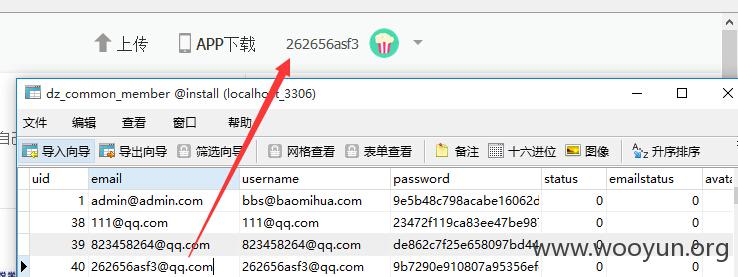 上传 APP下载 262656asf3
dz_common_member @install (localhost_3306)
文件 编辑 查看 窗口 帮助
自己
导入向导 导出向导 筛选向导 网格查看 表单查看 备注 十六进位 图像 升序排序
uid email username password status emailstatus avata
1 admin@admin.com bbs@baomihua.com 9e5b48c798acabe16062d 0 0
38 111@qq.com 111@qq.com 23472f119ca83ee47be987 0 0
39 823458264@qq.com 823458264@qq.com de862c7f25e658097bd44 0 0
40 262656asf3@qq.com 262656asf3@qq.com 9b7290e910807a95356ef 0 0
www.wooyun.org